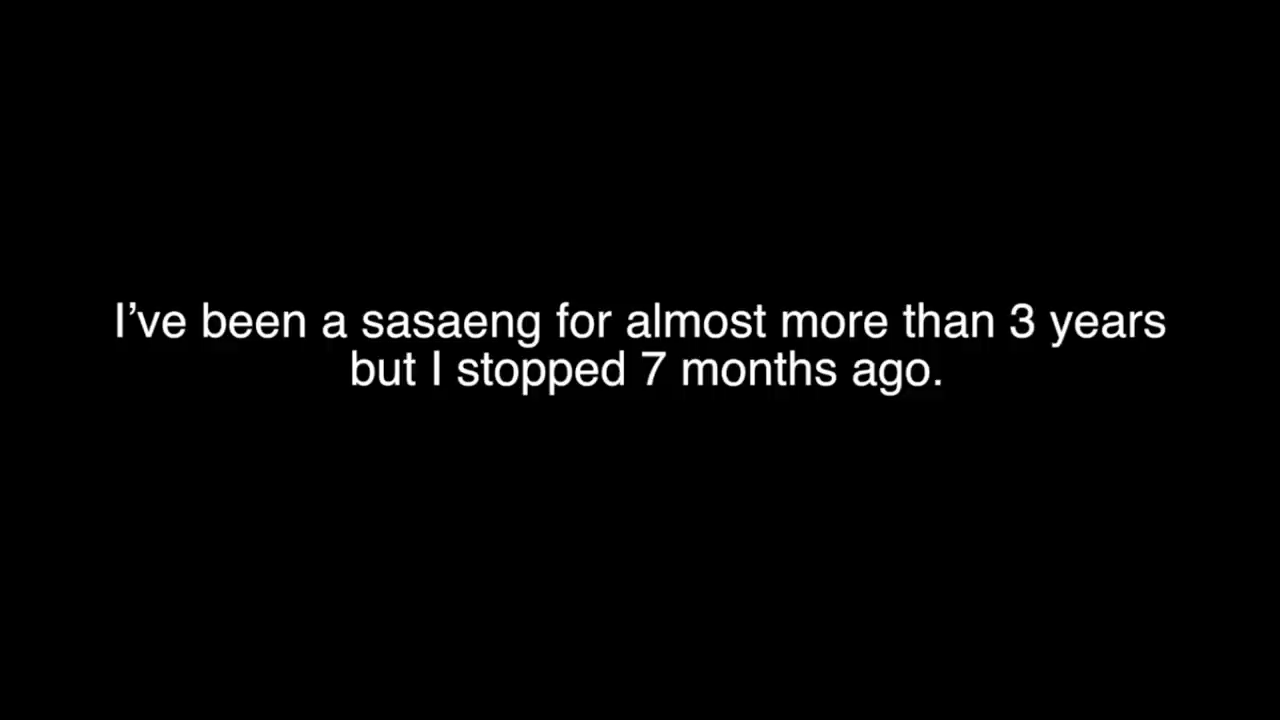 I’ve been a sasaeng for almost more than 3 years
but I stopped 7 months ago.